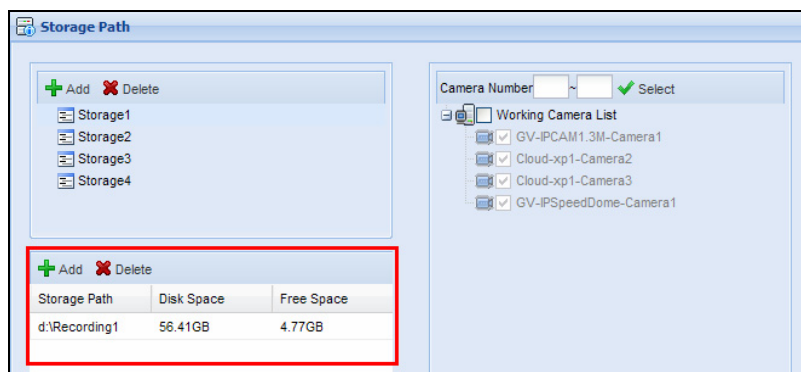 Storage Path
Add Delete
Storage1
Storage2
Storage3
Storage4
Add Delete
Storage Path Disk Space Free Space
d:\Recording1 56.41GB 4.77GB
Camera Number ~ Select
Working Camera List
GV-IPCAM1.3M-Camera1
Cloud-xp1-Camera2
Cloud-xp1-Camera3
GV-IPSpeedDome-Camera1